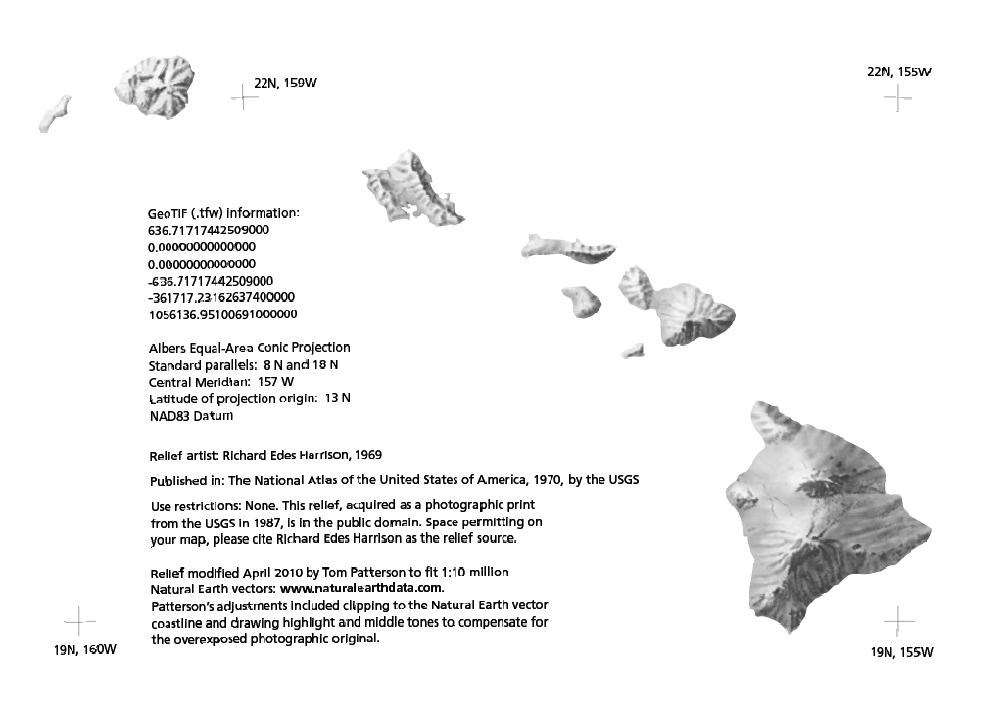 22N, 159W
22N, 155W
GeoTIF (.tfw) information:
636.71717442509000
0.00000000000000
0.00000000000000
-636.71717442509000
-361717.23162637400000
1056136.95100691000000
Albers Equal-Area Conic Projection
Standard parallels: 8 N and 18 N
Central Meridian: 157 W
Latitude of projection origin: 13 N
NAD83 Datum
Relief artist: Richard Edes Harrison, 1969
Published in: The National Atlas of the United States of America, 1970, by the USGS
Use restrictions: None. This relief, acquired as a photographic print
from the USGS in 1987, is in the public domain. Space permitting on
your map, please cite Richard Edes Harrison as the relief source.
Relief modified April 2010 by Tom Patterson to fit 1:10 million
Natural Earth vectors: www.naturalearthdata.com.
Patterson's adjustments included clipping to the Natural Earth vector
coastline and drawing highlight and middle tones to compensate for
the overexposed photographic original.
19N, 160W
19N, 155W